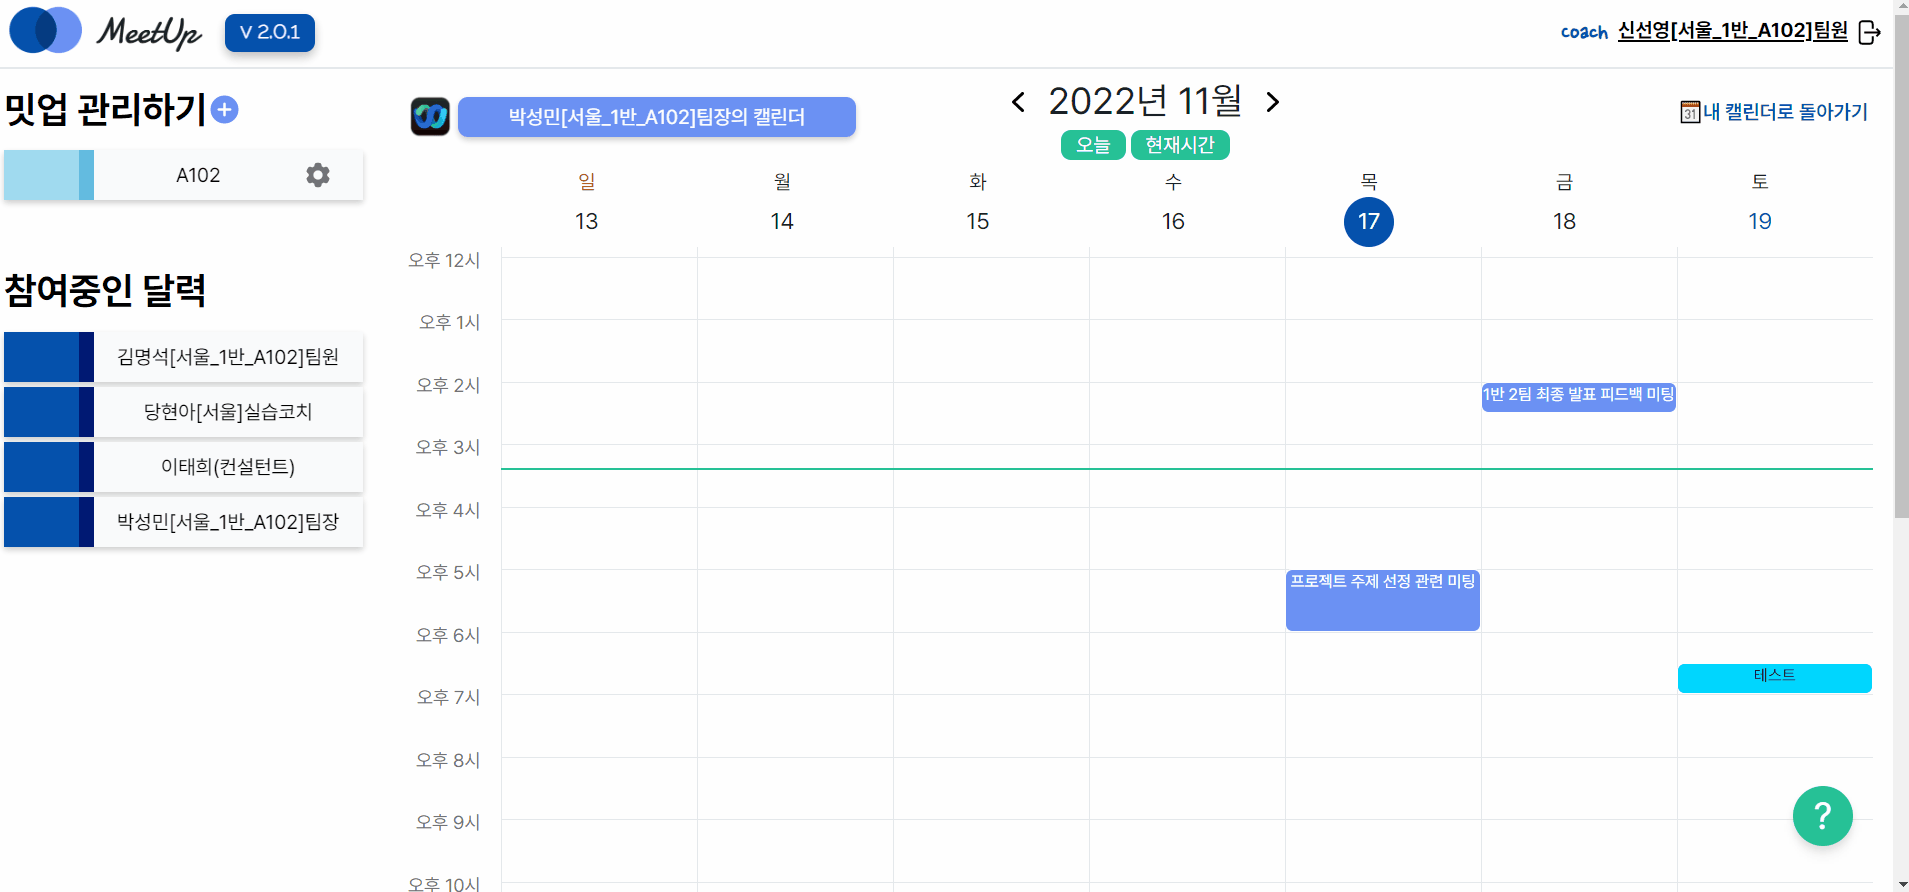 MeetUp
V 2.0.1
coach 신선영[서울_1반_A102]팀원
밋업 관리하기
A102
참여중인 달력
김명석[서울_1반_A102]팀원
당현아[서울]실습코치
이태희(컨설턴트)
박성민[서울_1반_A102]팀장
박성민[서울_1반_A102]팀장의 캘린더
2022년 11월
오늘 현재시간
31 내 캘린더로 돌아가기
일 월 화 수 목 금 토
13 14 15 16 17 18 19
오후 12시
오후 1시
오후 2시
1반 2팀 최종 발표 피드백 미팅
오후 3시
오후 4시
오후 5시
프로젝트 주제 선정 관련 미팅
오후 6시
테스트
오후 7시
오후 8시
오후 9시
오후 10시
?